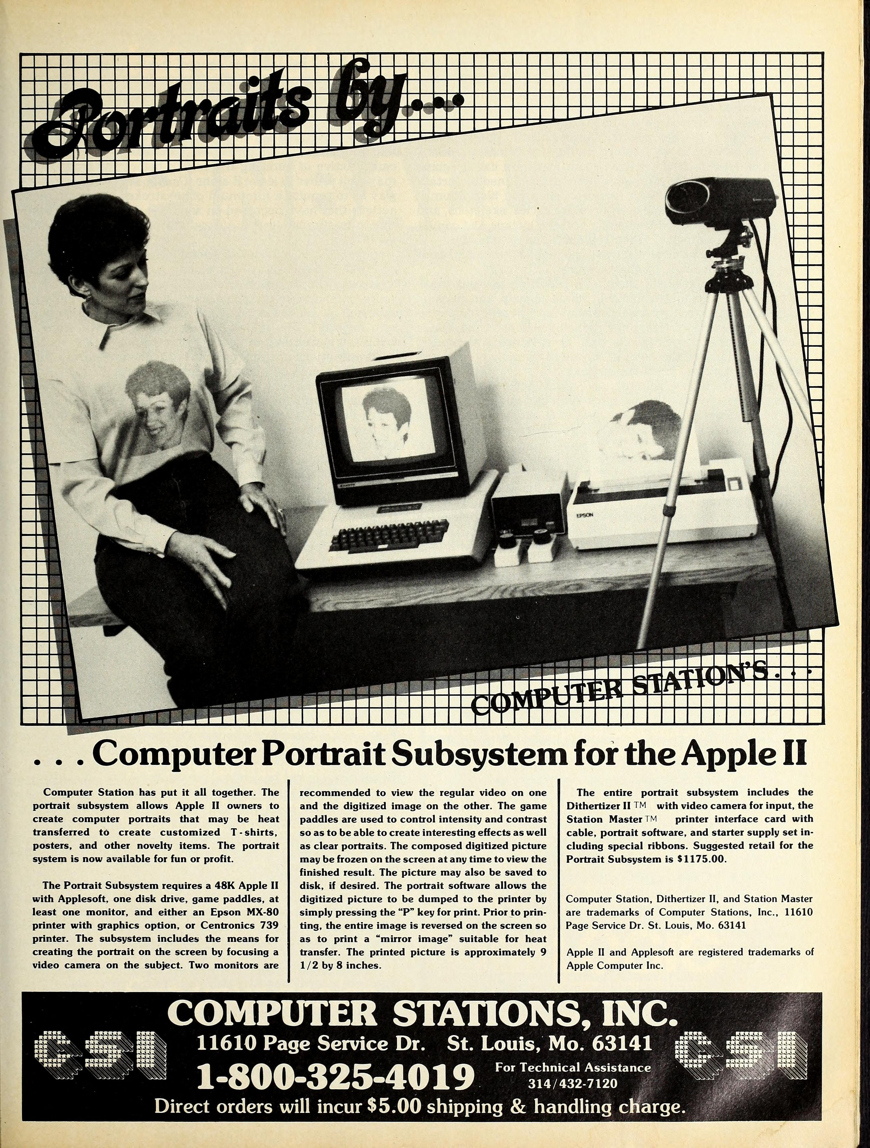 Portraits by...
EPSON
COMPUTER STATION'S...
...Computer Portrait Subsystem for the Apple II
Computer Station has put it all together. The
portrait subsystem allows Apple II owners to
create computer portraits that may be heat
transferred to create customized T-shirts,
posters, and other novelty items. The portrait
system is now available for fun or profit.
The Portrait Subsystem requires a 48K Apple II
with Applesoft, one disk drive, game paddles, at
least one monitor, and either an Epson MX-80
printer with graphics option, or Centronics 739
printer. The subsystem includes the means for
creating the portrait on the screen by focusing a
video camera on the subject. Two monitors are
recommended to view the regular video on one
and the digitized image on the other. The game
paddles are used to control intensity and contrast
so as to be able to create interesting effects as well
as clear portraits. The composed digitized picture
may be frozen on the screen at any time to view the
finished result. The picture may also be saved to
disk, if desired. The portrait software allows the
digitized picture to be dumped to the printer by
simply pressing the "P" key for print. Prior to prin-
ting, the entire image is reversed on the screen so
as to print a "mirror image" suitable for heat
transfer. The printed picture is approximately 9
1/2 by 8 inches.
The entire portrait subsystem includes the
Dithertizer II TM with video camera for input, the
Station Master TM printer interface card with
cable, portrait software, and starter supply set in-
cluding special ribbons. Suggested retail for the
Portrait Subsystem is $1175.00.
Computer Station, Dithertizer II, and Station Master
are trademarks of Computer Stations, Inc., 11610
Page Service Dr. St. Louis, Mo. 63141
Apple II and Applesoft are registered trademarks of
Apple Computer Inc.
COMPUTER STATIONS, INC.
CSI
11610 Page Service Dr. St. Louis, Mo. 63141
CSI
1-800-325-4019
For Technical Assistance
314/432-7120
Direct orders will incur $5.00 shipping & handling charge.